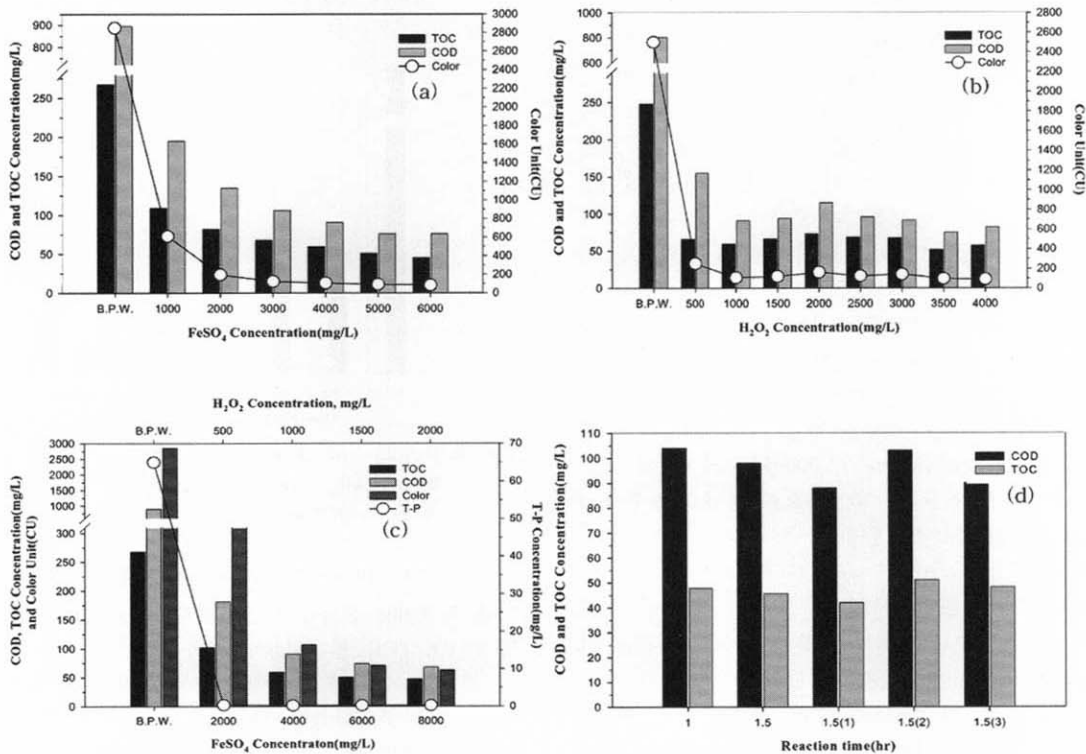 900
800
250
200
150
100
50
0
COD and TOC Concentration(mg/L)
TOC
COD
Color
(a)
3000
2800
2600
2400
2200
2000
1800
1600
1400
1200
1000
800
600
400
200
0
Color Unit(CU)
B.P.W. 1000 2000 3000 4000 5000 6000
FeSO4 Concentration(mg/L)
1000
800
600
250
200
150
100
50
0
COD and TOC Concentration(mg/L)
TOC
COD
Color
(b)
2800
2600
2400
2200
2000
1800
1600
1400
1200
1000
800
600
400
200
0
Color Unit(CU)
B.P.W. 500 1000 1500 2000 2500 3000 3500 4000
H2O2 Concentration(mg/L)
H2O2 Concentration, mg/L
B.P.W. 500 1000 1500 2000
3000
2500
2000
1500
1000
500
300
250
200
150
100
50
0
COD, TOC Concentration(mg/L)
and Color Unit(CU)
TOC
COD
Color
T-P
(c)
70
60
50
40
30
20
10
0
T-P Concentration(mg/L)
B.P.W. 2000 4000 6000 8000
FeSO4 Concentraton(mg/L)
110
100
90
80
70
60
50
40
30
20
10
0
COD and TOC Concentration(mg/L)
COD
TOC
(d)
1 1.5 1.5(1) 1.5(2) 1.5(3)
Reaction time(hr)